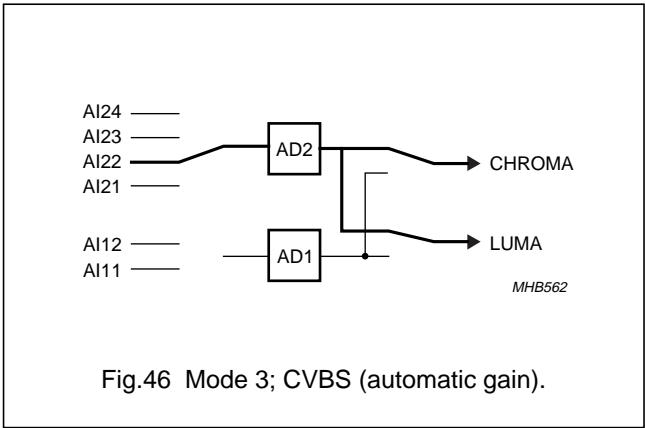 AI24
AI23
AI22
AI21
AD2
CHROMA
AI12
AI11
AD1
LUMA
MHB562
Fig.46 Mode 3; CVBS (automatic gain).